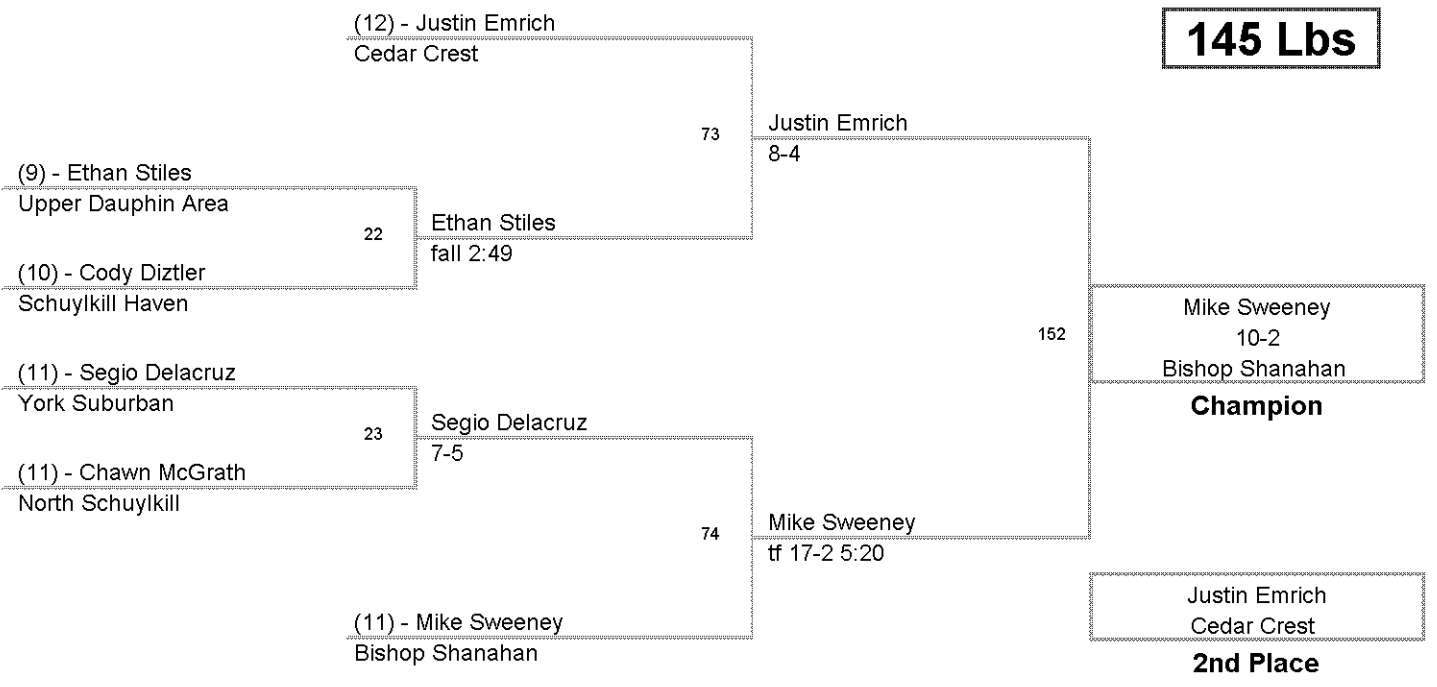 (12) - Justin Emrich
Cedar Crest
145 Lbs
73
Justin Emrich
8-4
(9) - Ethan Stiles
Upper Dauphin Area
22
Ethan Stiles
fall 2:49
(10) - Cody Diztler
Schuylkill Haven
152
Mike Sweeney
10-2
Bishop Shanahan
Champion
(11) - Segio Delacruz
York Suburban
23
Segio Delacruz
7-5
(11) - Chawn McGrath
North Schuylkill
74
Mike Sweeney
tf 17-2 5:20
(11) - Mike Sweeney
Bishop Shanahan
Justin Emrich
Cedar Crest
2nd Place